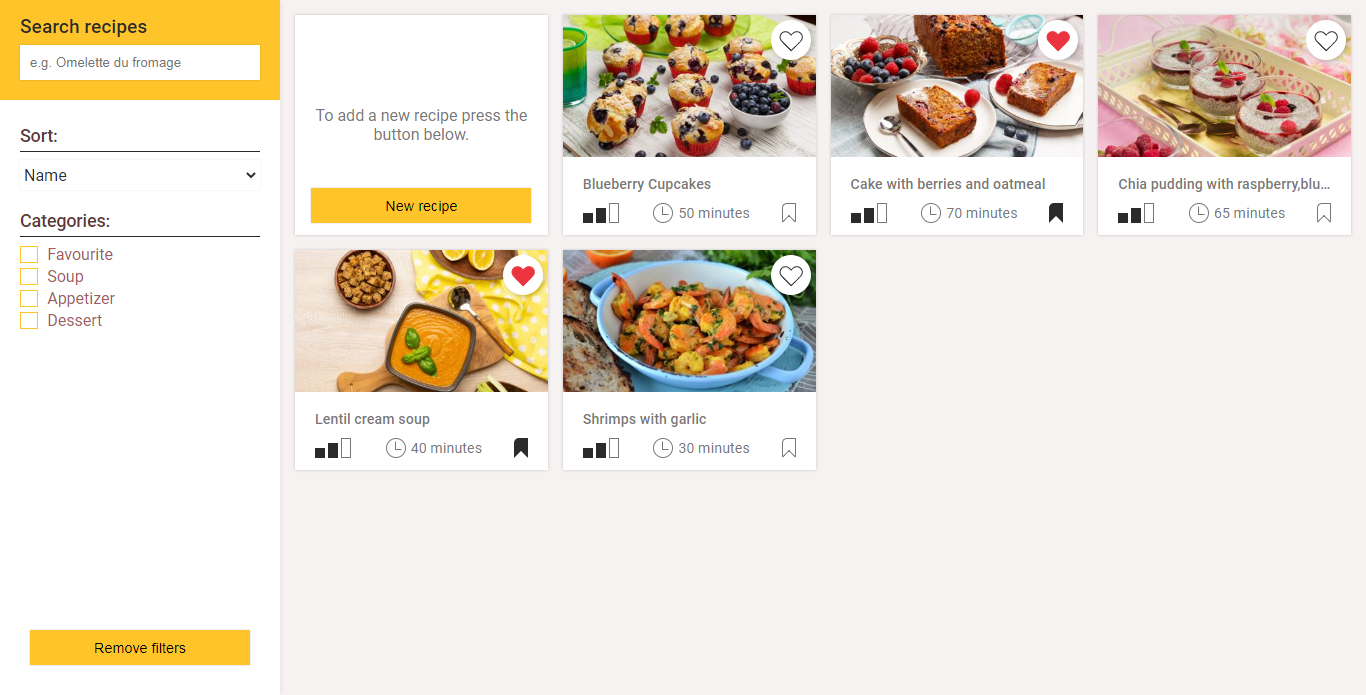 Search recipes
e.g. Omelette du fromage
Sort:
Name
Categories:
Favourite
Soup
Appetizer
Dessert
Remove filters
To add a new recipe press the
button below.
New recipe
Blueberry Cupcakes
50 minutes
Cake with berries and oatmeal
70 minutes
Chia pudding with raspberry,blu...
65 minutes
Lentil cream soup
40 minutes
Shrimps with garlic
30 minutes